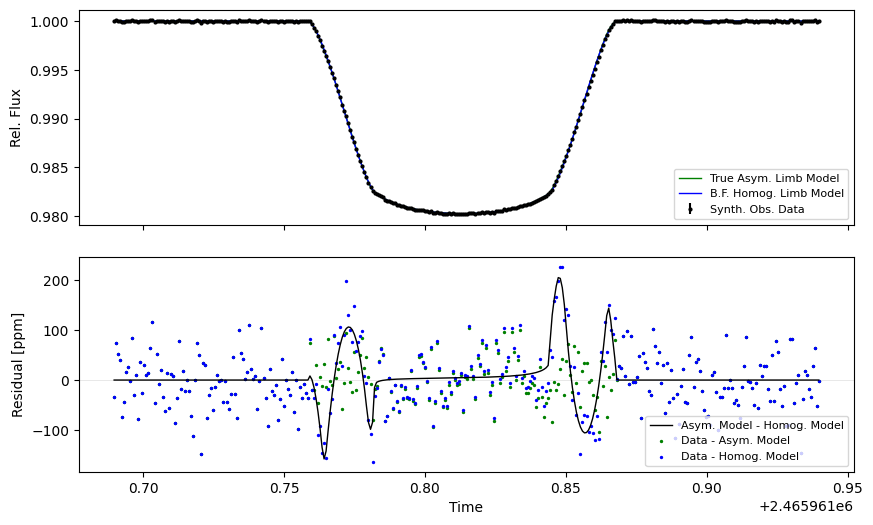 1.000
0.995
0.990
0.985
0.980
Rel. Flux
True Asym. Limb Model
B.F. Homog. Limb Model
Synth. Obs. Data
200
100
0
−100
Residual [ppm]
Asym. Model - Homog. Model
Data - Asym. Model
Data - Homog. Model
0.70 0.75 0.80 0.85 0.90 0.95
Time
+2.465961e6